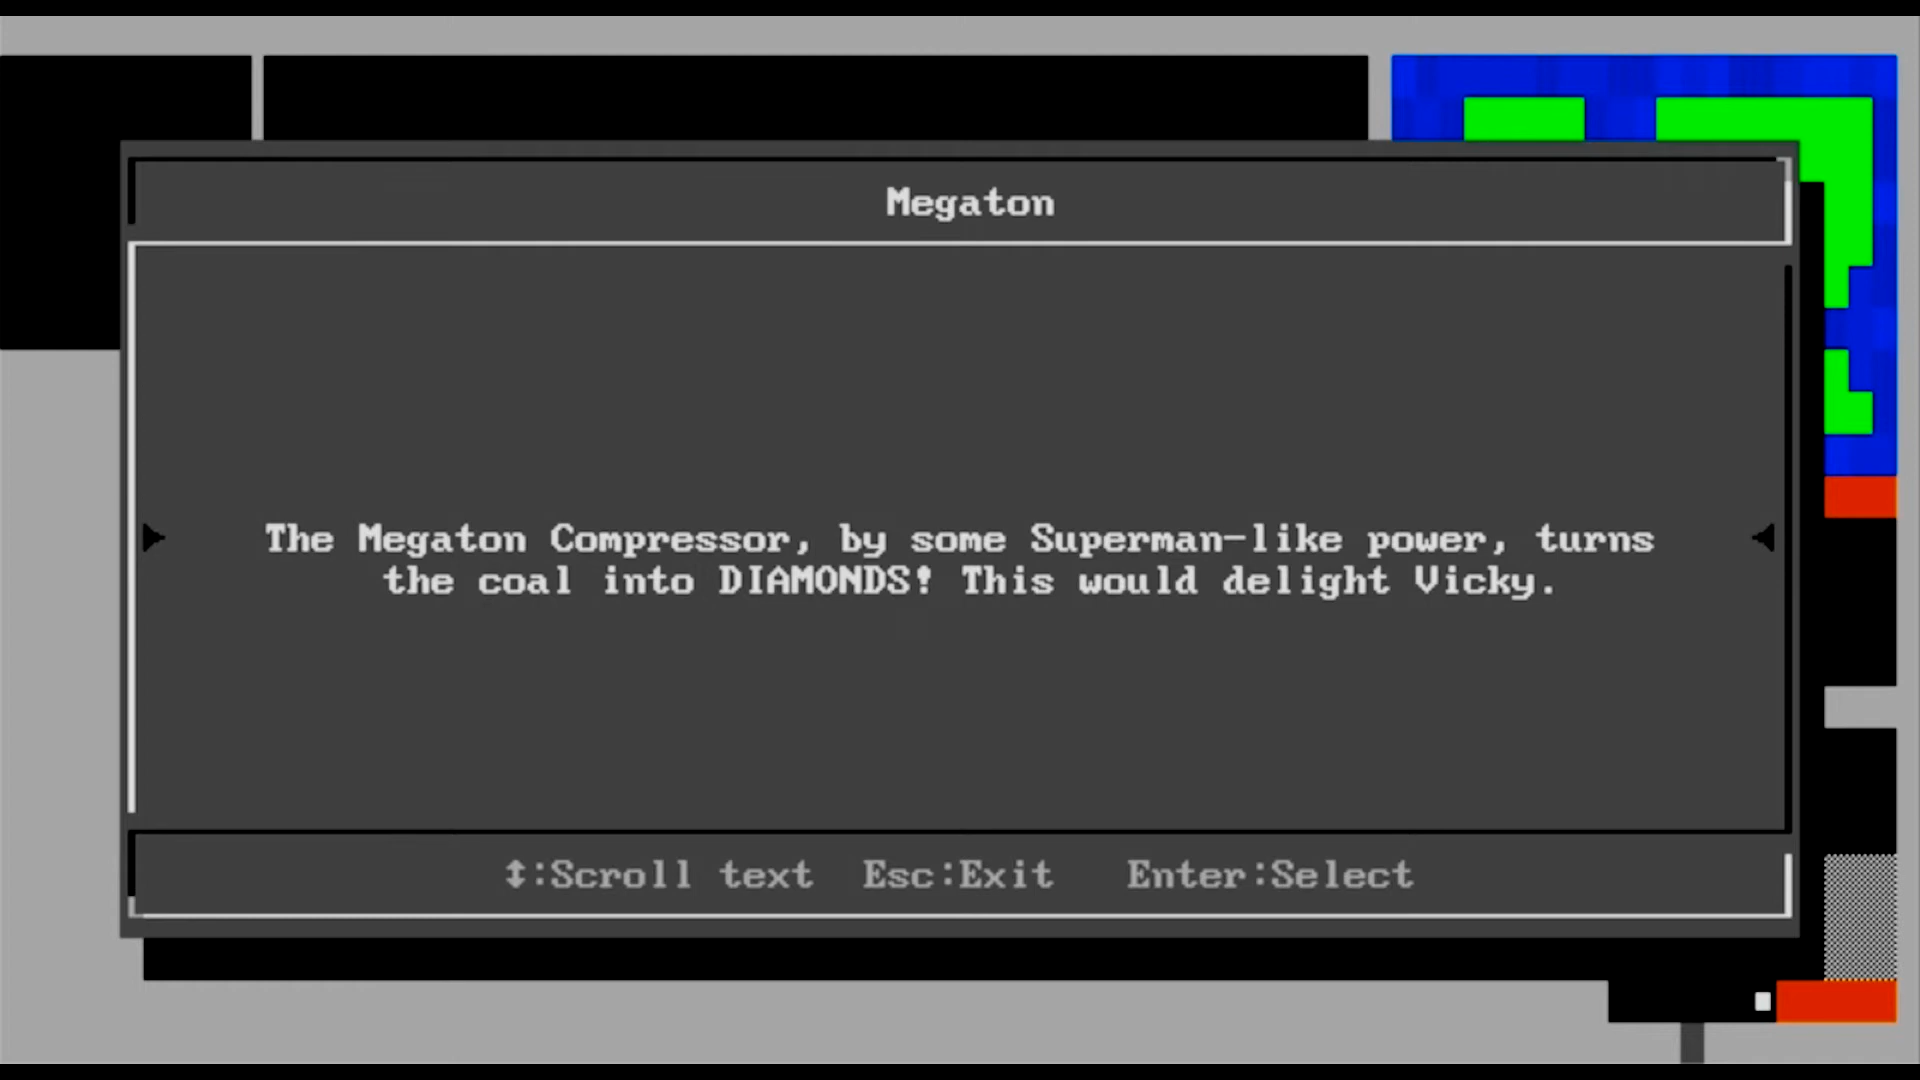 Megaton
The Megaton Compressor, by some Superman-like power, turns
the coal into DIAMONDS! This would delight Vicky.
↕:Scroll text  Esc:Exit   Enter:Select